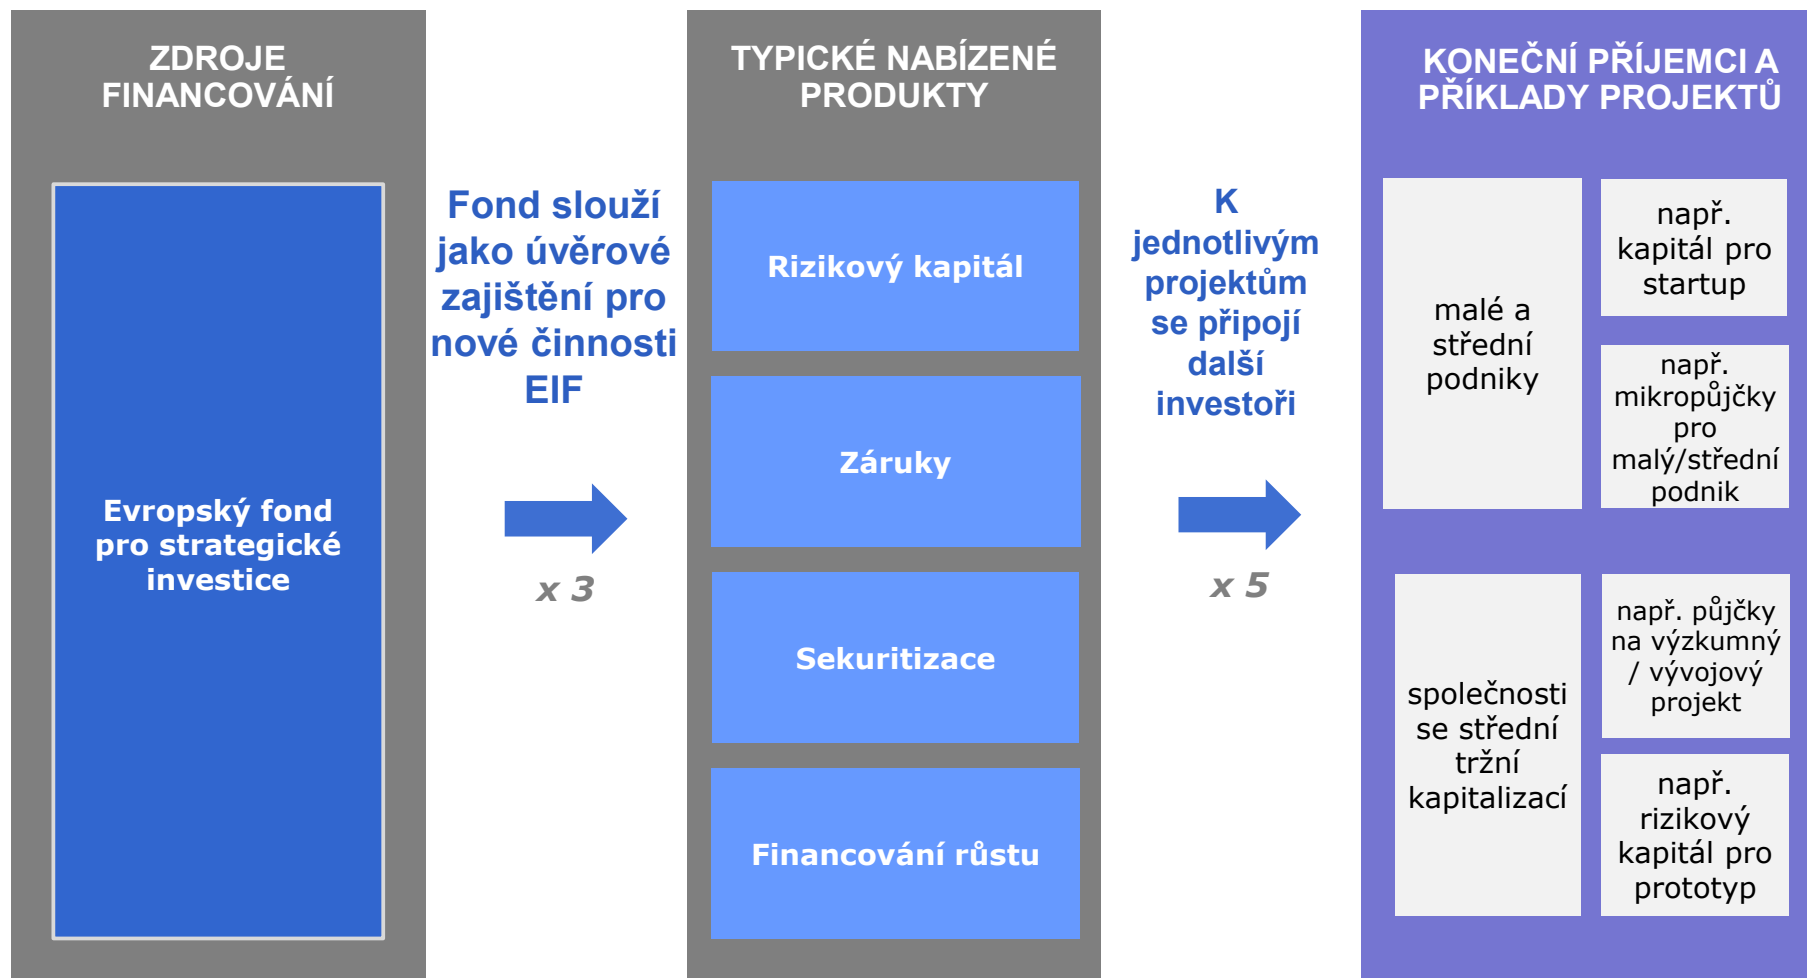 ZDROJE
FINANCOVÁNÍ
Evropský fond
pro strategické
investice
Fond slouží
jako úvěrové
zajištění pro
nové činnosti
EIF
x 3
TYPICKÉ NABÍZENÉ
PRODUKTY
Rizikový kapitál
Záruky
Sekuritizace
Financování růstu
K
jednotlivým
projektům
se připojí
další
investoři
x 5
KONEČNÍ PŘÍJEMCI A
PŘÍKLADY PROJEKTŮ
malé a
střední
podniky
např.
kapitál pro
startup
např.
mikropůjčky
pro
malý/střední
podnik
společnosti
se střední
tržní
kapitalizací
např. půjčky
na výzkumný
/ vývojový
projekt
např.
rizikový
kapitál pro
prototyp